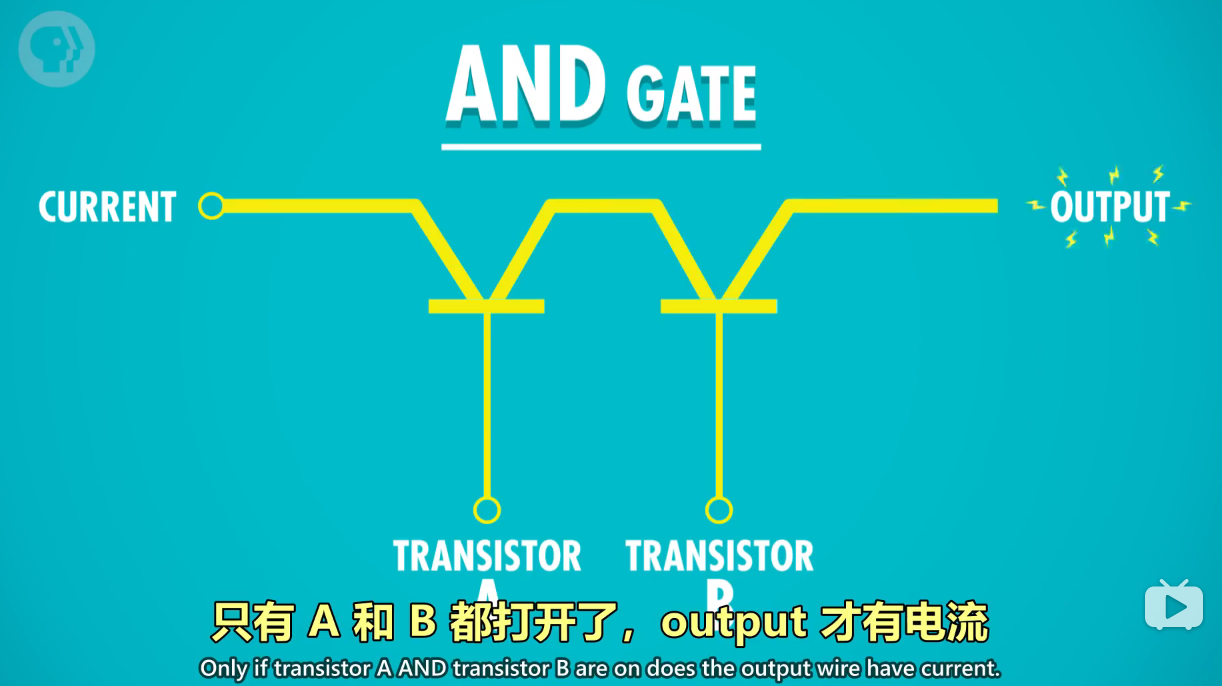 AND GATE
CURRENT
OUTPUT
TRANSISTOR A
TRANSISTOR B
只有 A 和 B 都打开了，output 才有电流
Only if transistor A AND transistor B are on does the output wire have current.